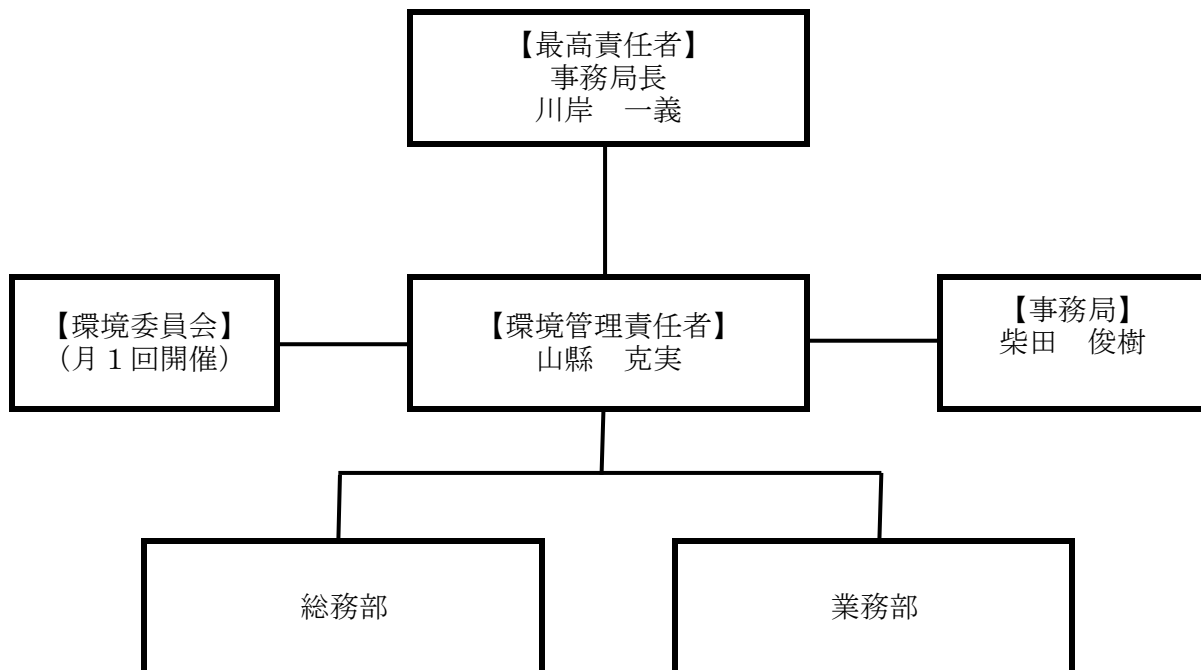 【最高責任者】
事務局長
川岸　一義
【環境委員会】
（月１回開催）
【環境管理責任者】
山縣　克実
【事務局】
柴田　俊樹
総務部
業務部